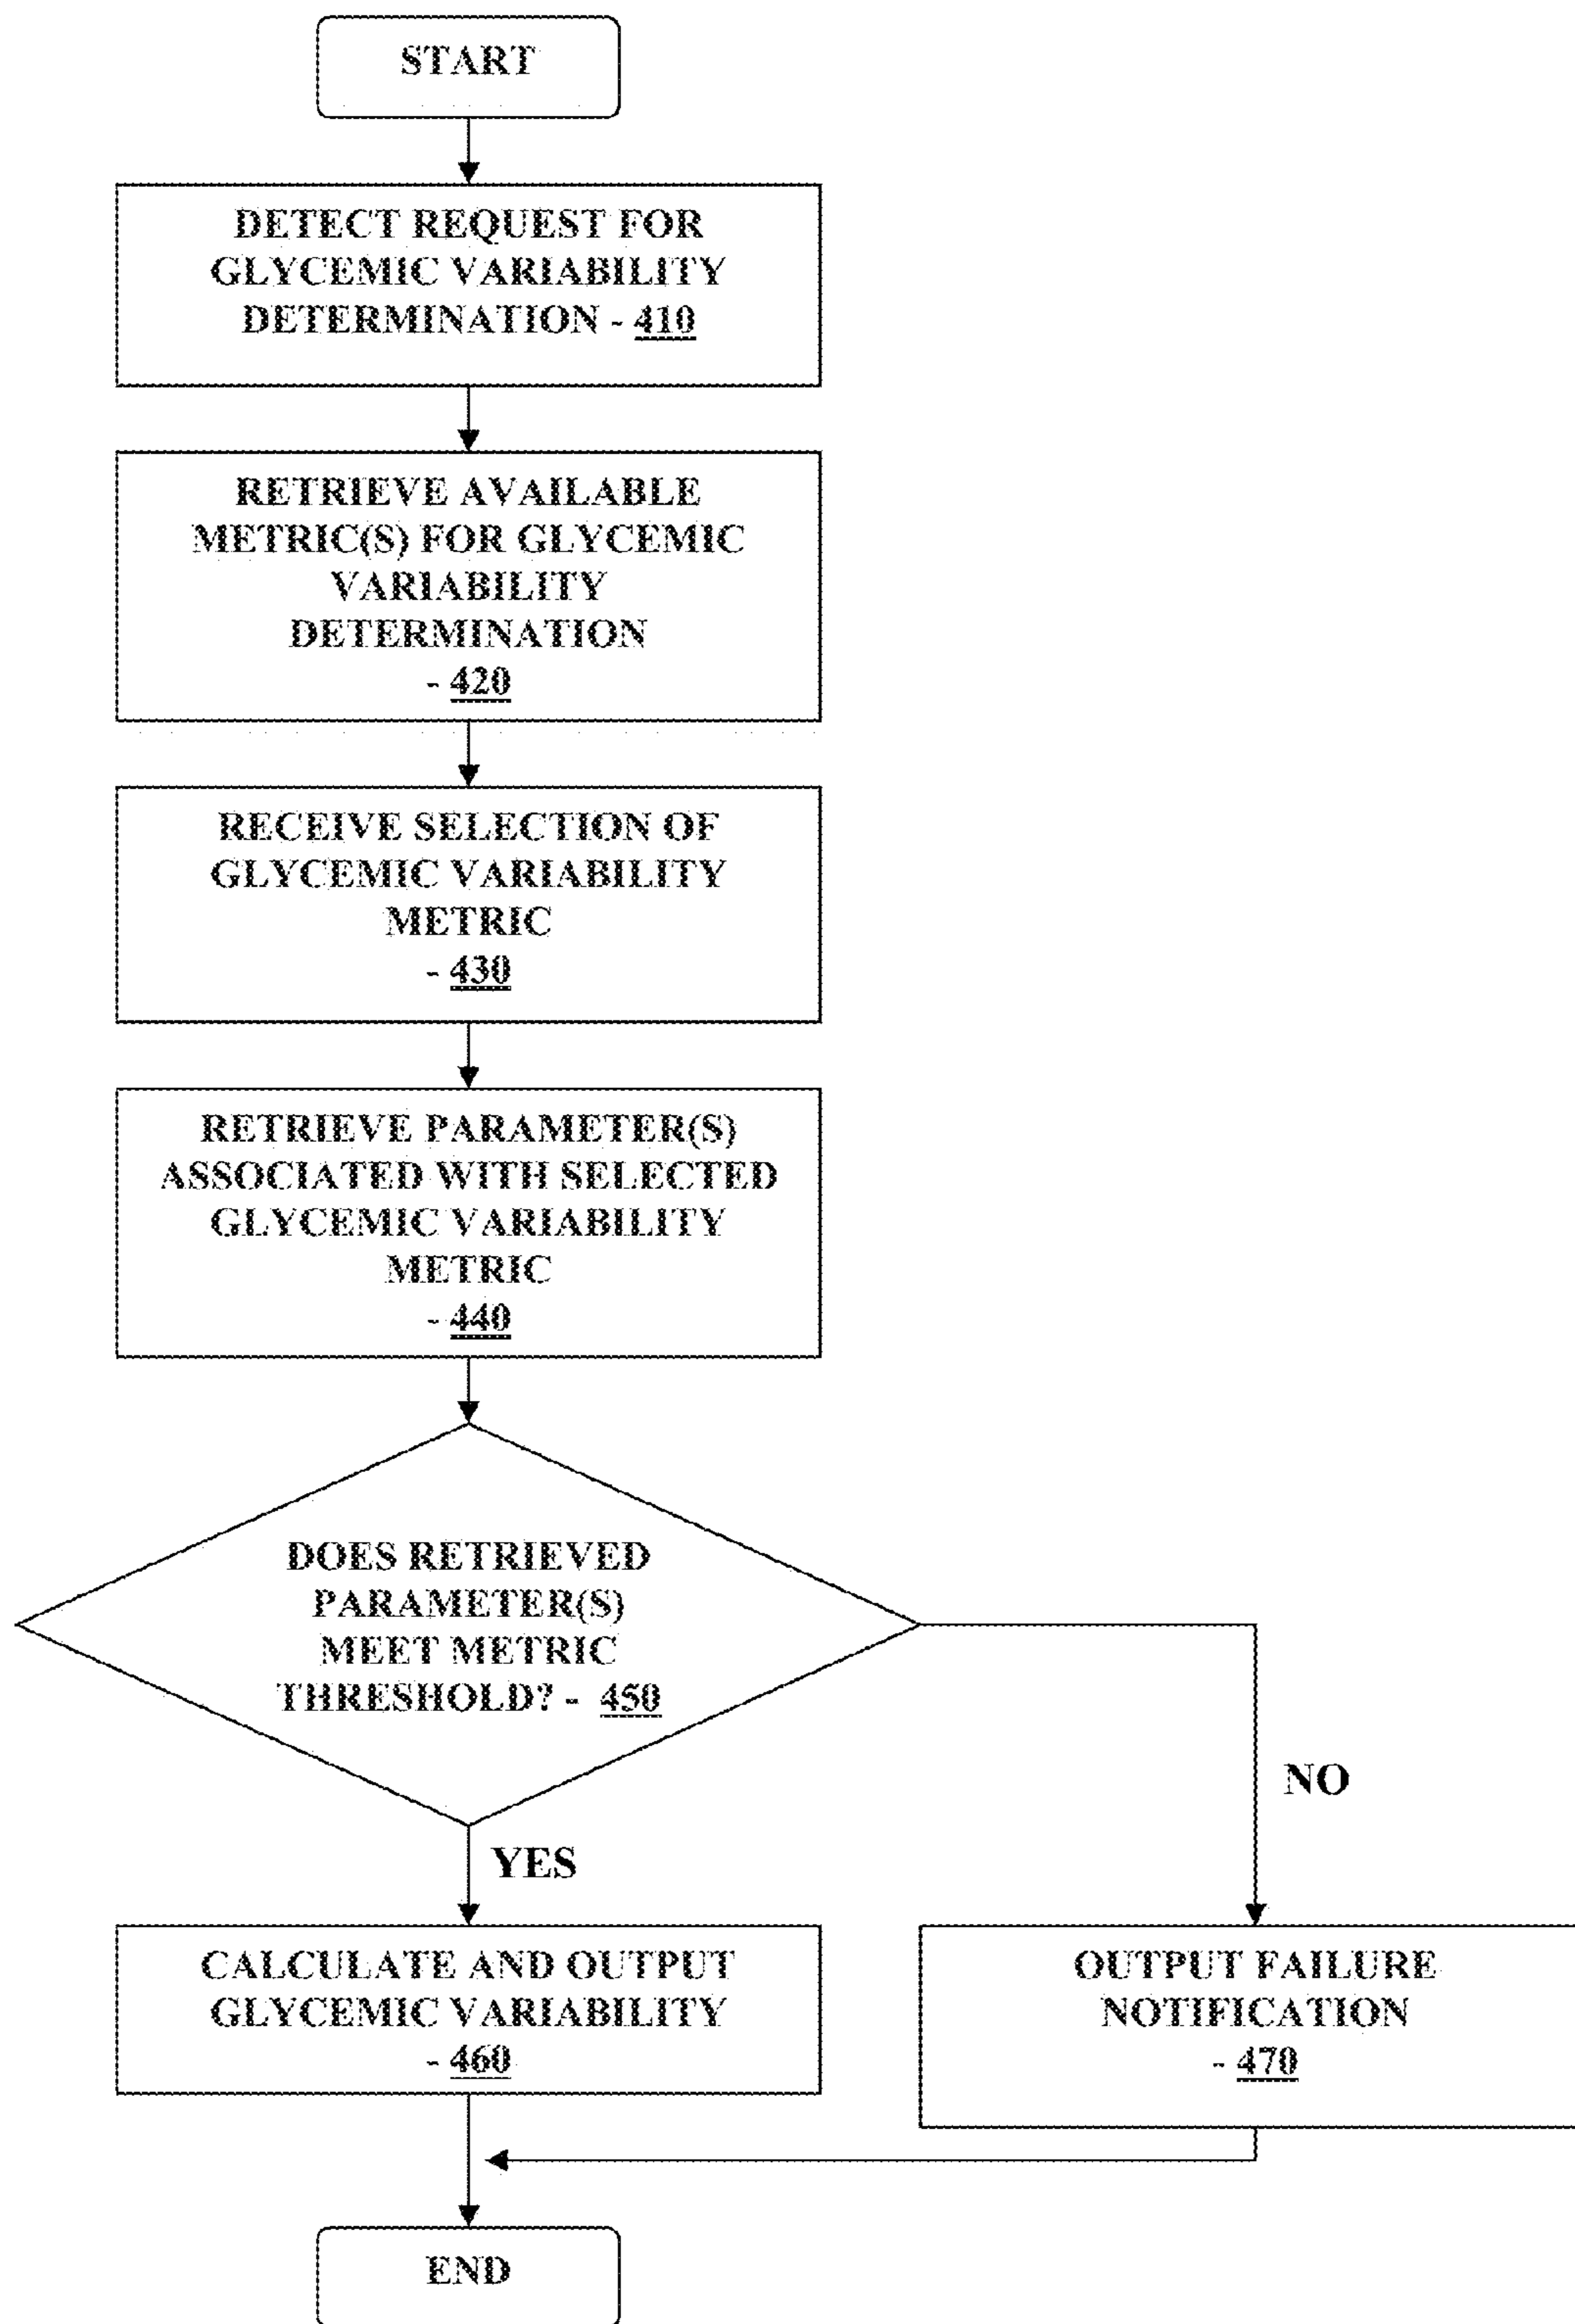 START
DETECT REQUEST FOR
GLYCEMIC VARIABILITY
DETERMINATION - 410
RETRIEVE AVAILABLE
METRIC(S) FOR GLYCEMIC
VARIABILITY
DETERMINATION
- 420
RECEIVE SELECTION OF
GLYCEMIC VARIABILITY
METRIC
- 430
RETRIEVE PARAMETER(S)
ASSOCIATED WITH SELECTED
GLYCEMIC VARIABILITY
METRIC
- 440
DOES RETRIEVED
PARAMETER(S)
MEET METRIC
THRESHOLD? - 450
NO
YES
CALCULATE AND OUTPUT
GLYCEMIC VARIABILITY
- 460
OUTPUT FAILURE
NOTIFICATION
- 470
END